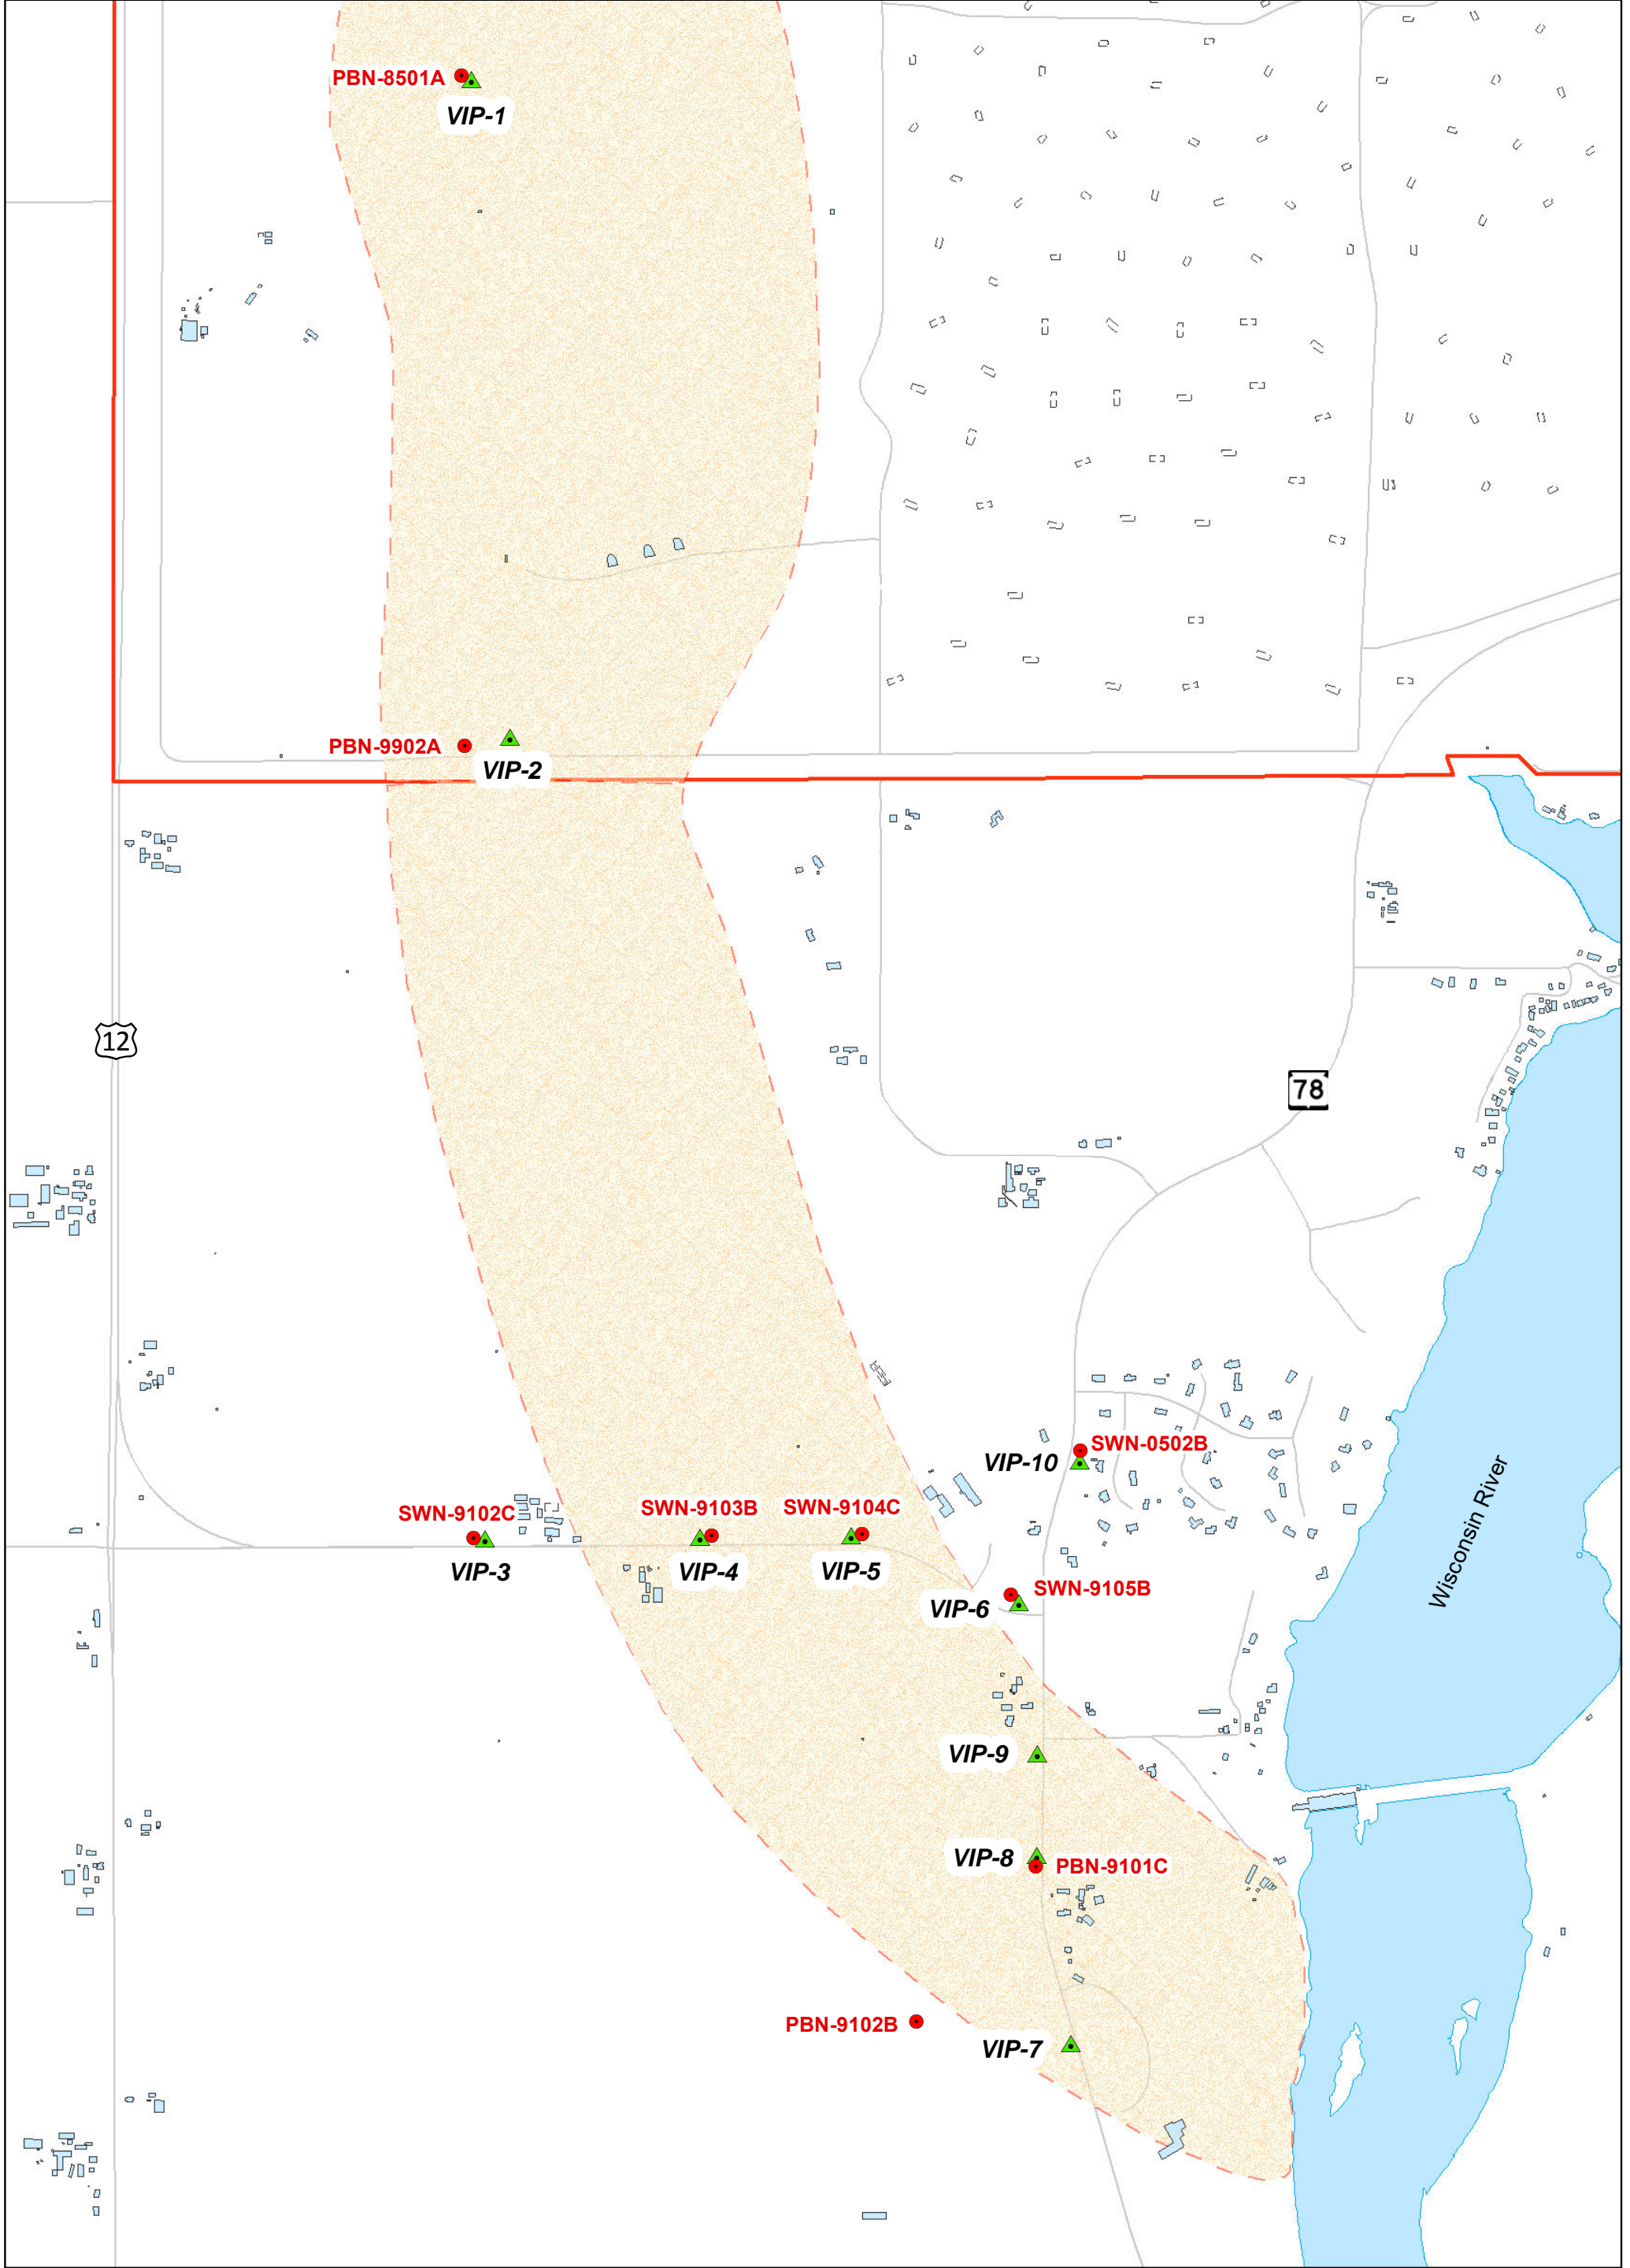 PBN-8501A
VIP-1
PBN-9902A
VIP-2
12
78
SWN-0502B
VIP-10
SWN-9102C
SWN-9103B
SWN-9104C
VIP-3
VIP-4
VIP-5
SWN-9105B
VIP-6
Wisconsin River
VIP-9
VIP-8
PBN-9101C
PBN-9102B
VIP-7